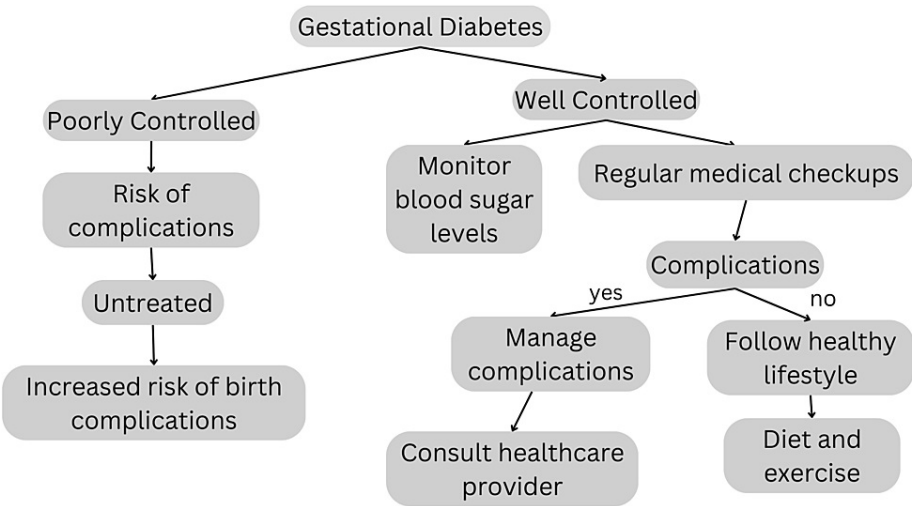 Gestational Diabetes
Poorly Controlled
Well Controlled
Risk of
complications
Monitor
blood sugar
levels
Regular medical checkups
Untreated
Complications
yes
no
Increased risk of birth
complications
Manage
complications
Follow healthy
lifestyle
Consult healthcare
provider
Diet and
exercise